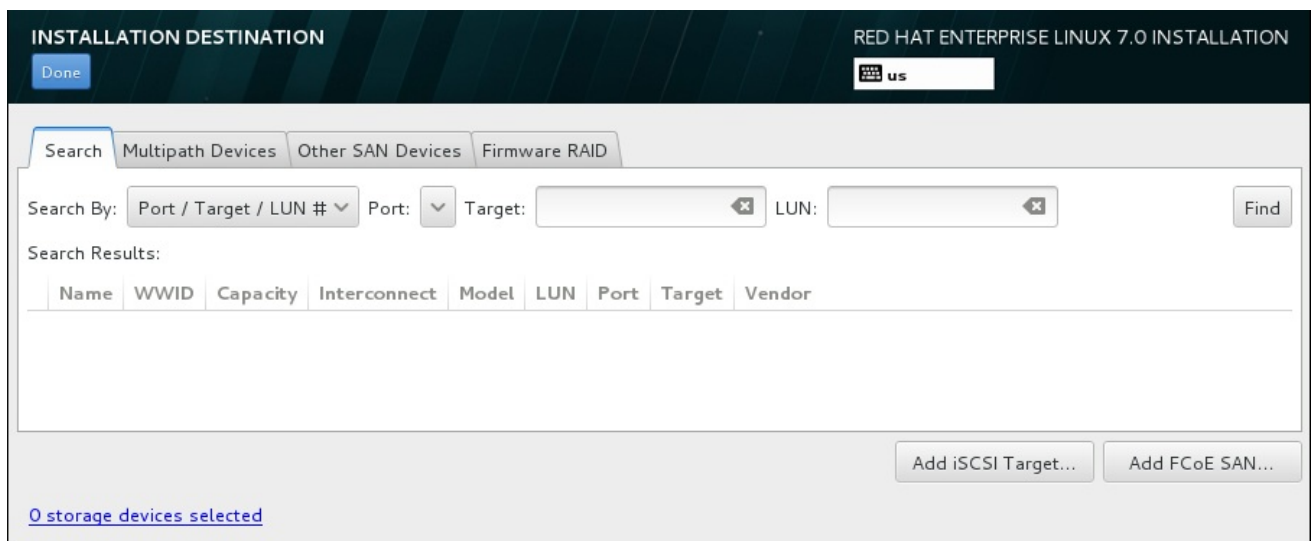 INSTALLATION DESTINATION
RED HAT ENTERPRISE LINUX 7.0 INSTALLATION
Done
us
Search Multipath Devices Other SAN Devices Firmware RAID
Search By: Port / Target / LUN # Port: Target: LUN: Find
Search Results:
Name WWID Capacity Interconnect Model LUN Port Target Vendor
Add iSCSI Target... Add FCoE SAN...
0 storage devices selected